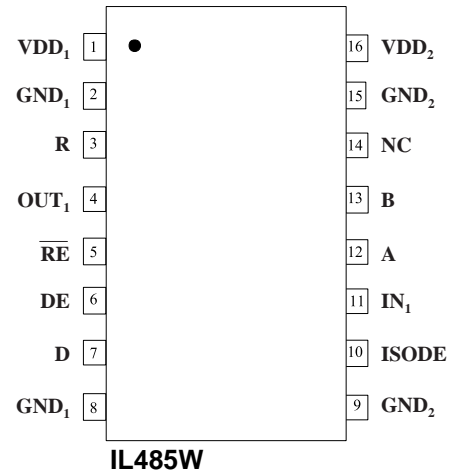 VDD₁ 1 16 VDD₂
GND₁ 2 15 GND₂
R 3 14 NC
OUT₁ 4 13 B
R̅E̅ 5 12 A
DE 6 11 IN₁
D 7 10 ISODE
GND₁ 8 9 GND₂
IL485W